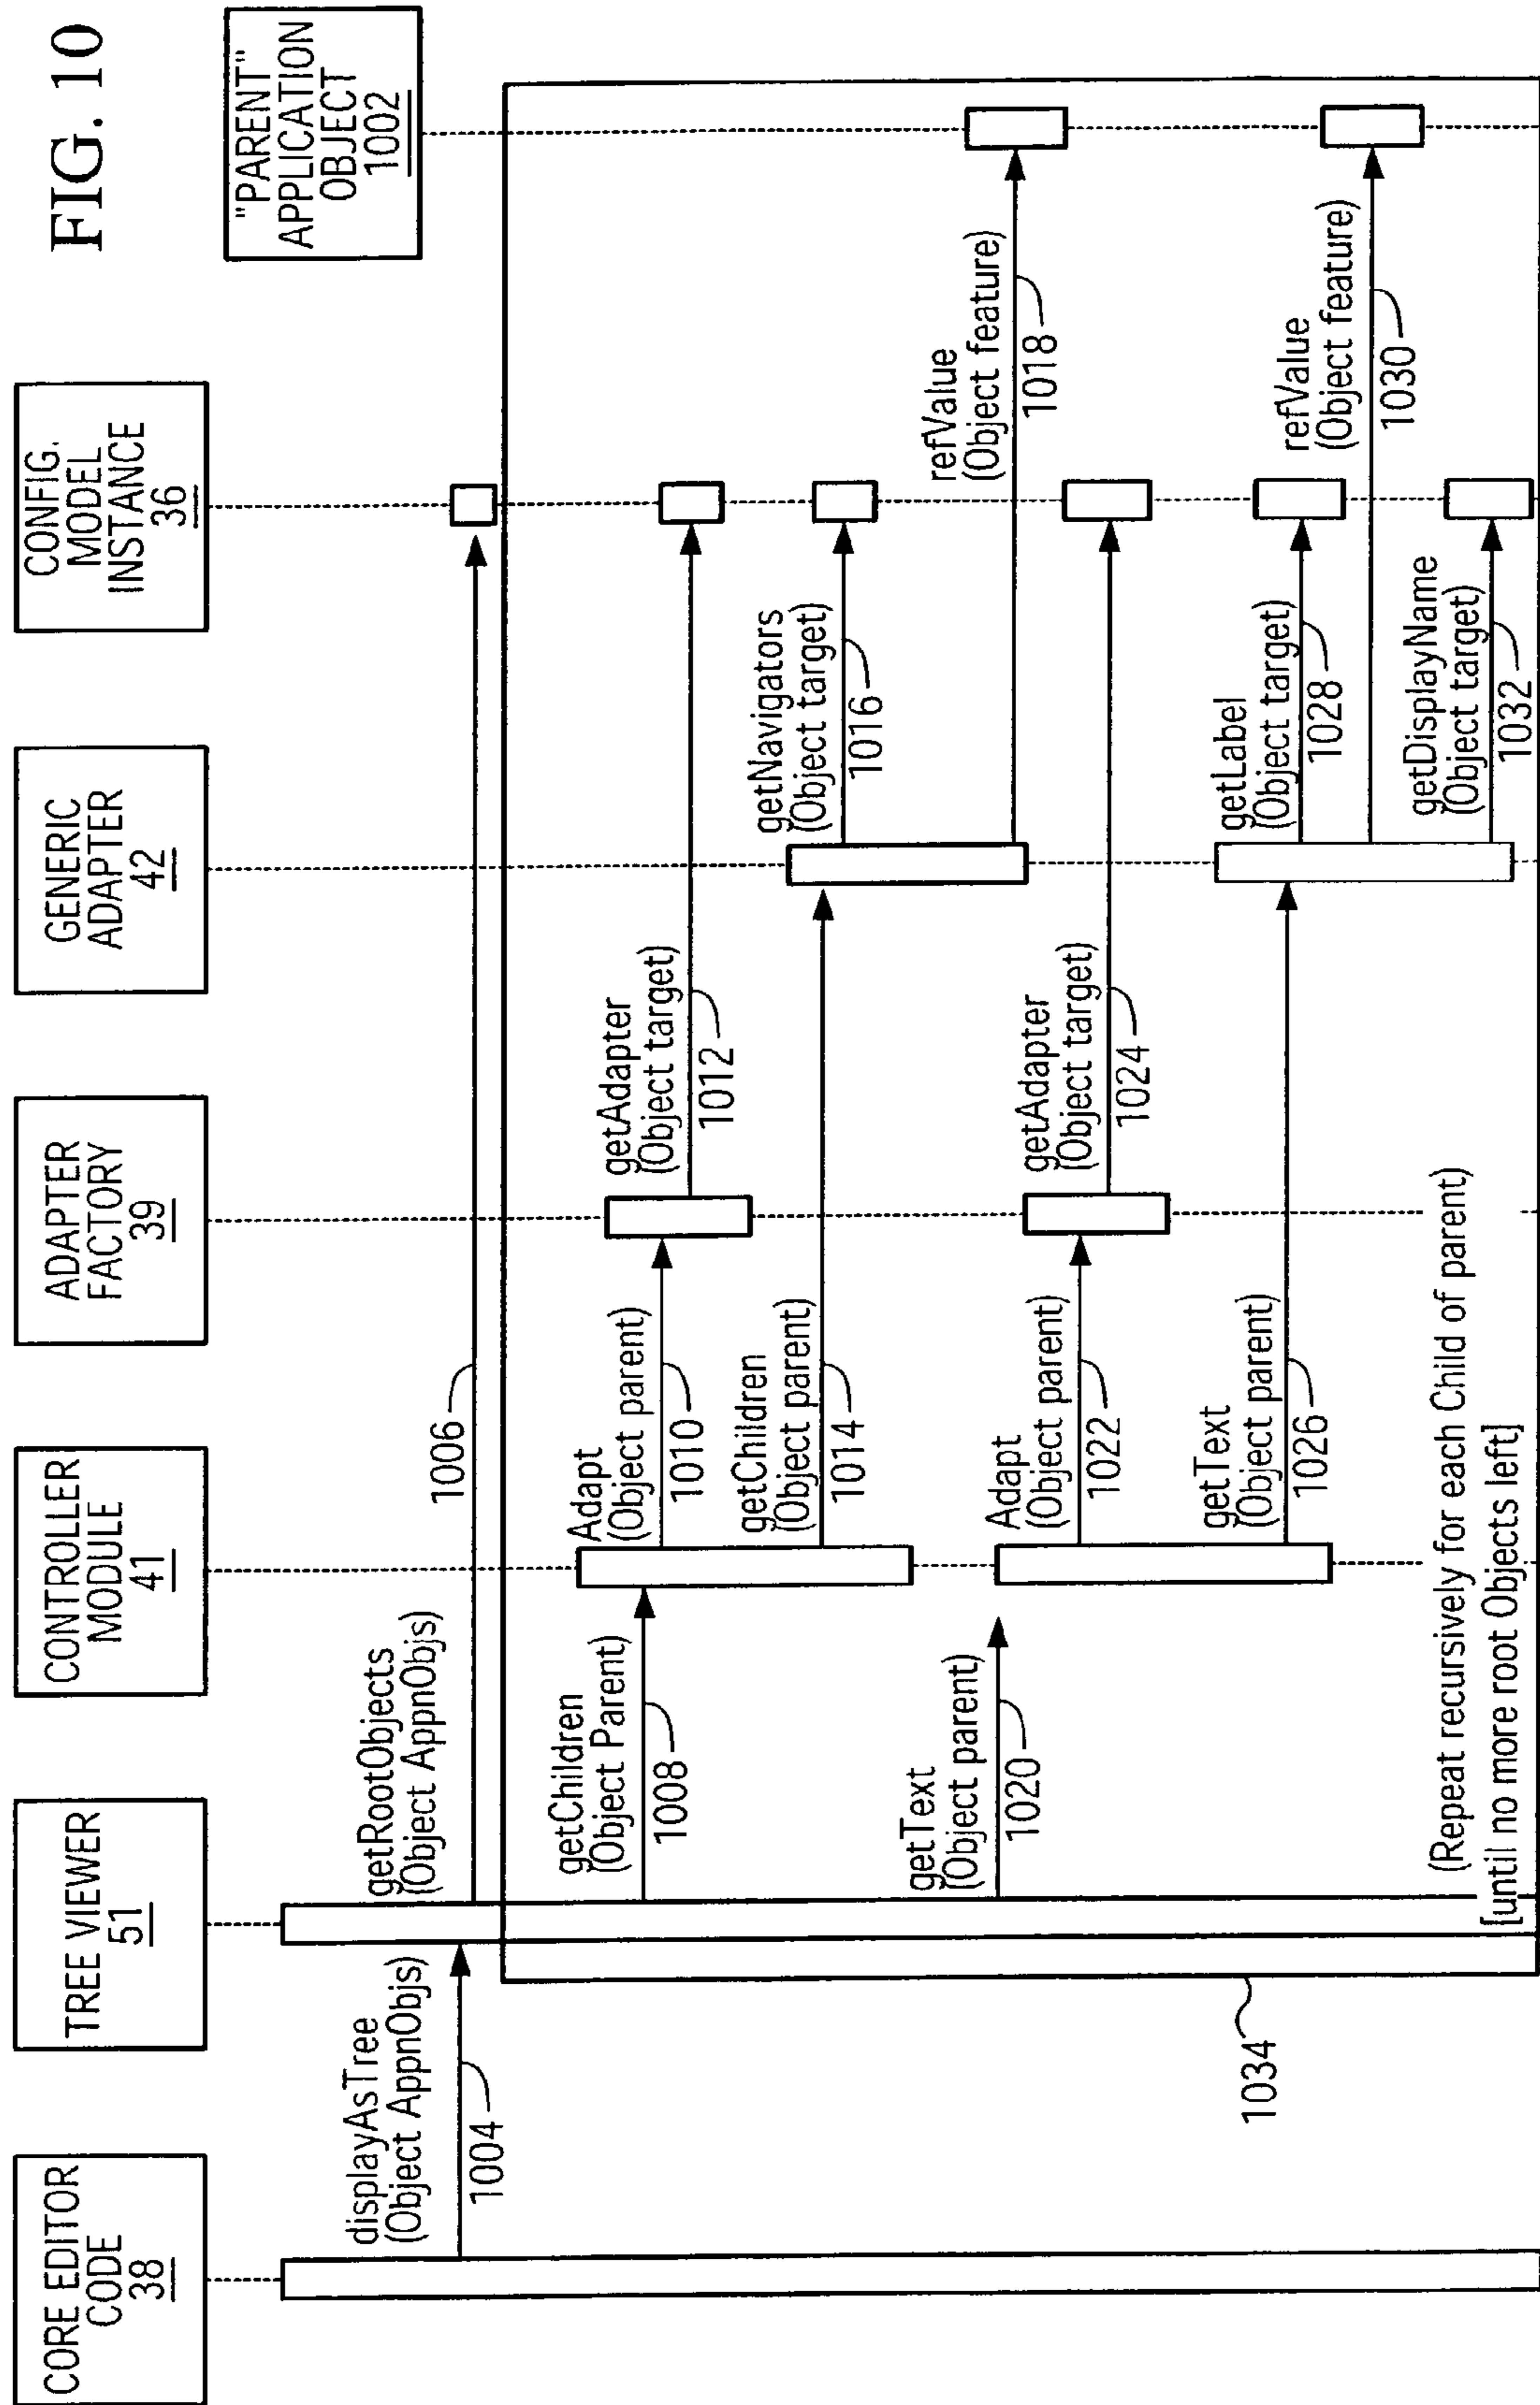 FIG. 10
CORE EDITOR
CODE
38
TREE VIEWER
51
CONTROLLER
MODULE
41
ADAPTER
FACTORY
39
GENERIC
ADAPTER
42
CONFIG.
MODEL
INSTANCE
36
"PARENT"
APPLICATION
OBJECT
1002
displayAsTree
(Object AppnObjs)
1004
getRootObjects
(Object AppnObjs)
1006
getChildren
(Object Parent)
1008
Adapt
(Object parent)
1010
getAdapter
(Object target)
1012
getChildren
(Object parent)
1014
getNavigators
(Object target)
1016
refValue
(Object feature)
1018
getText
(Object parent)
1020
Adapt
(Object parent)
1022
getAdapter
(Object target)
1024
getText
(Object parent)
1026
getLabel
(Object target)
1028
refValue
(Object feature)
1030
getDisplayName
(Object target)
1032
(Repeat recursively for each Child of parent)
[until no more root Objects left]
1034